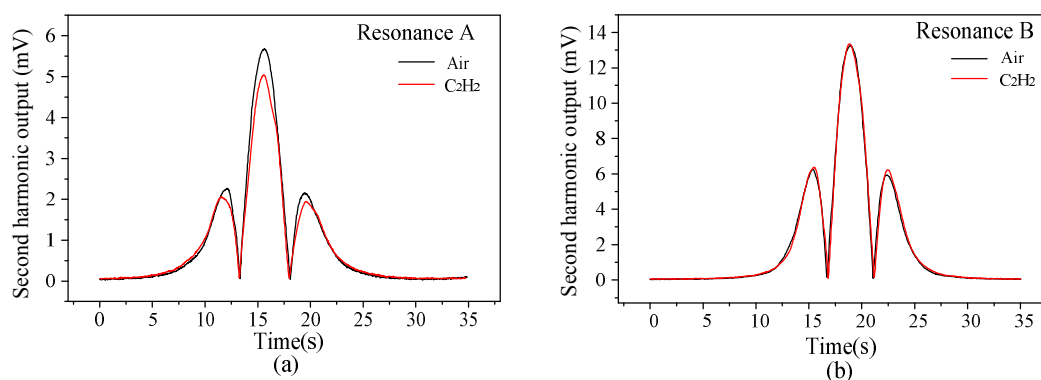 Resonance A
Air
C2H2
Second harmonic output (mV)
6
5
4
3
2
1
0
0 5 10 15 20 25 30 35
Time(s)
(a)
Resonance B
Air
C2H2
Second harmonic output (mV)
14
12
10
8
6
4
2
0
0 5 10 15 20 25 30 35
Time(s)
(b)